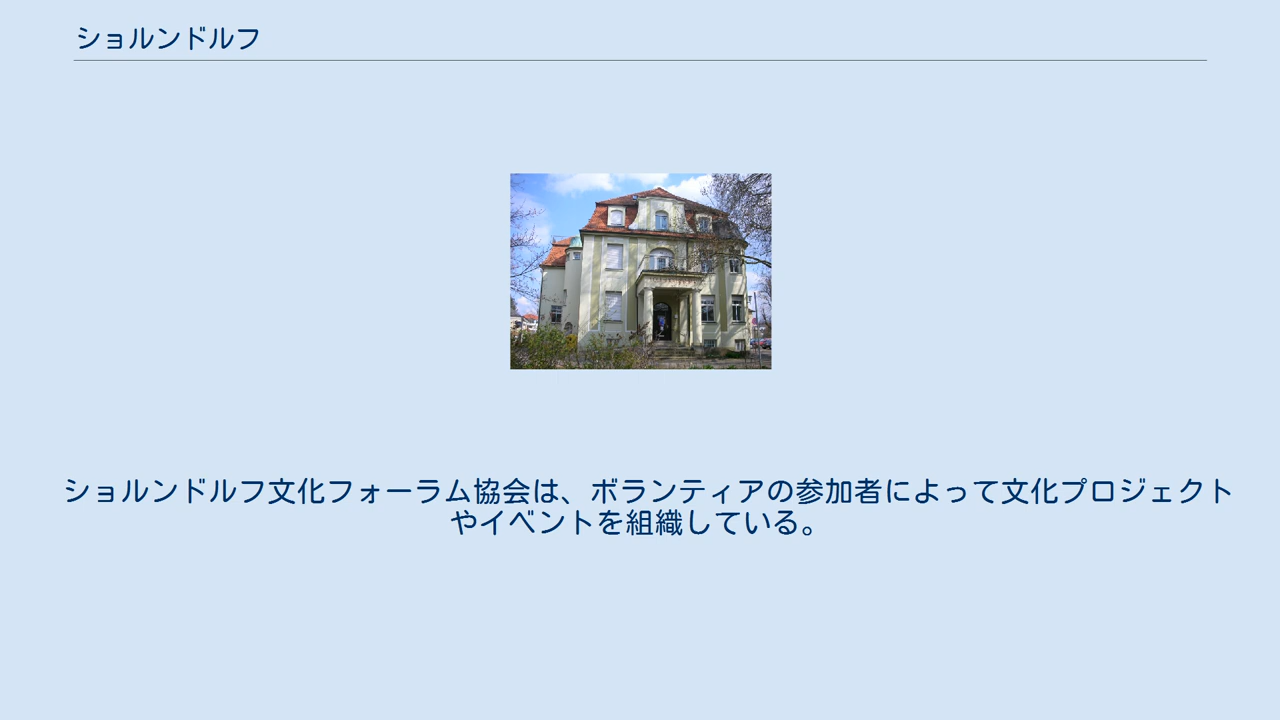 ショルンドルフ
ショルンドルフ文化フォーラム協会は、ボランティアの参加者によって文化プロジェクト
やイベントを組織している。